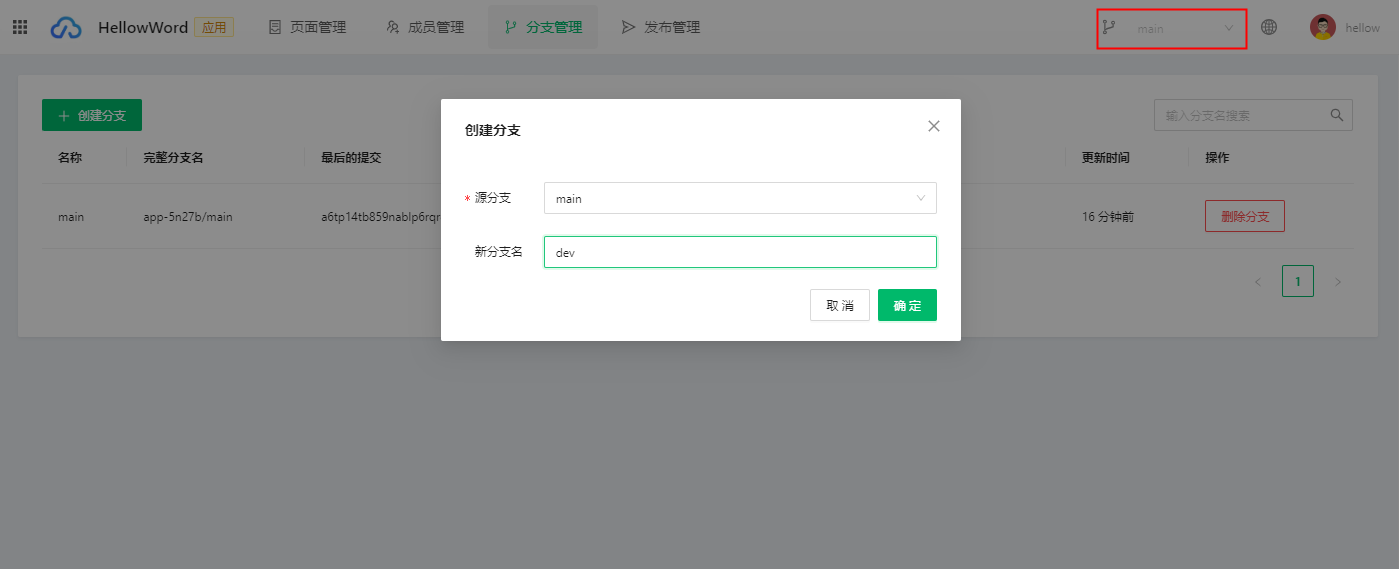 HellowWord 应用 页面管理 成员管理 分支管理 发布管理 main hellow
+ 创建分支 输入分支名搜索
名称 完整分支名 最后的提交 更新时间 操作
main app-5n27b/main a6tp14tb859nablp6rqr 16 分钟前 删除分支
< 1 >
创建分支
* 源分支 main
新分支名 dev
取 消 确 定